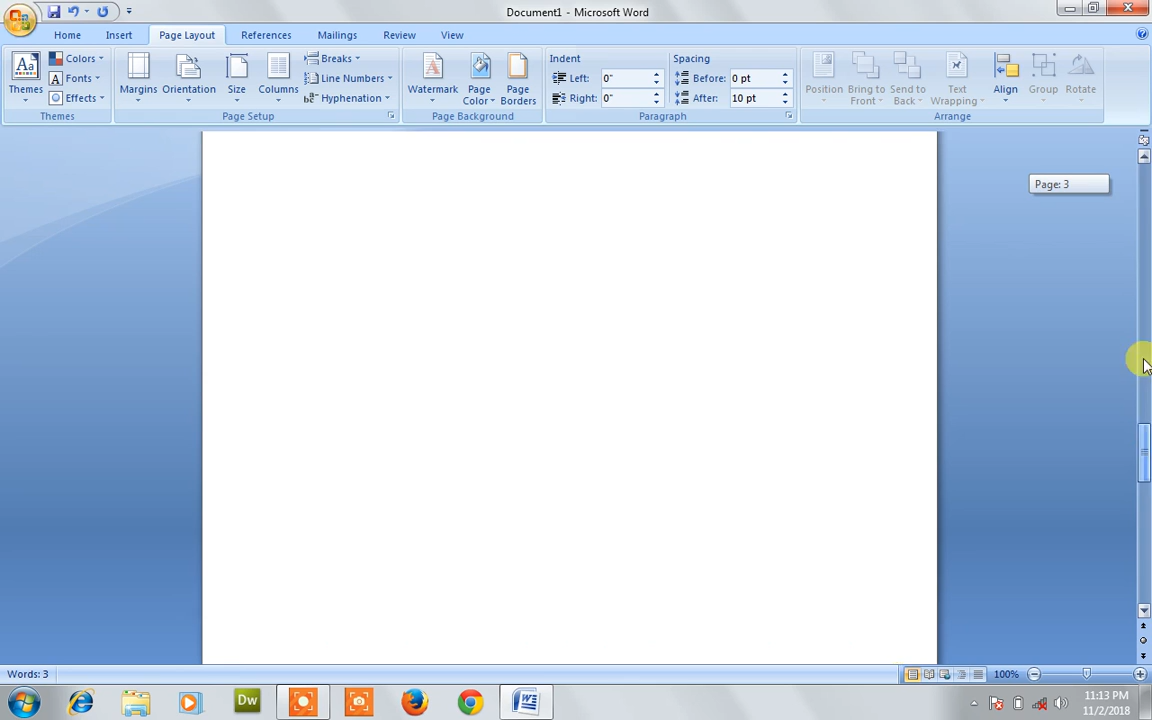 Document1 - Microsoft Word
Home Insert Page Layout References Mailings Review View
Themes Colors Fonts Effects
Margins Orientation Size Columns
Breaks
Line Numbers
Hyphenation
Watermark Page Color Page Borders
Indent
Left: 0"
Right: 0"
Spacing
Before: 0 pt
After: 10 pt
Position Bring to Front Send to Back Text Wrapping Align Group Rotate
Themes Page Setup Page Background Paragraph Arrange
Page: 3
Words: 3
100%
Dw
11:13 PM
11/2/2018